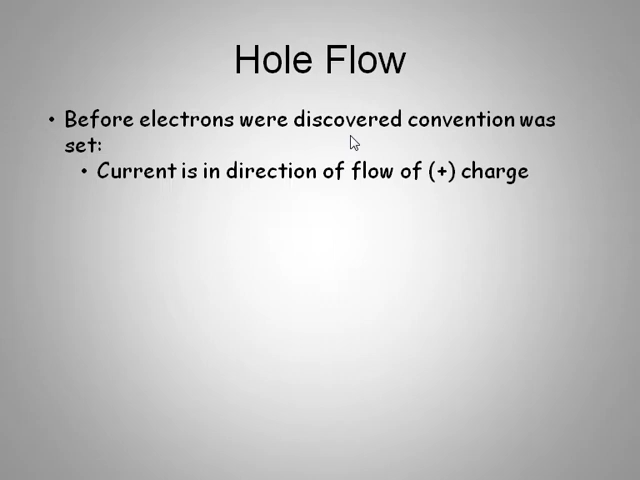 Hole Flow
• Before electrons were discovered convention was
set:
• Current is in direction of flow of (+) charge